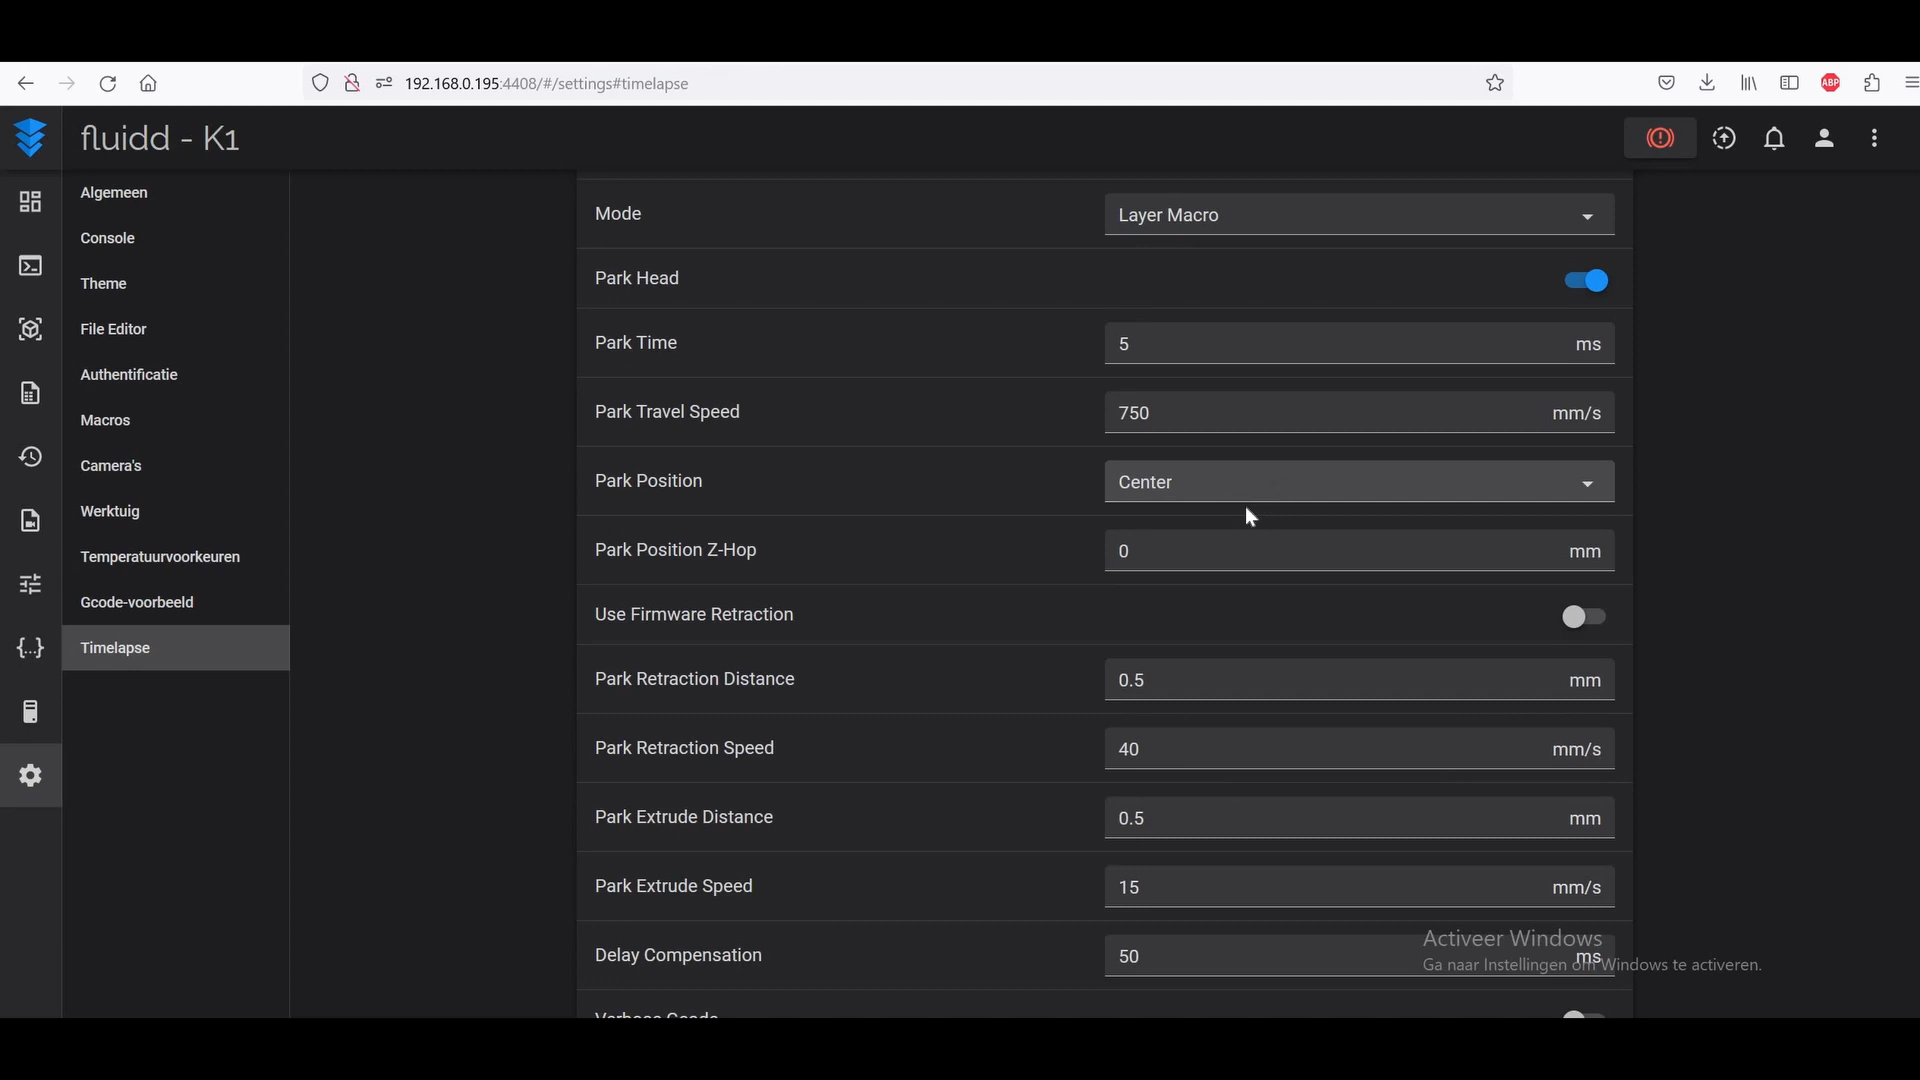 192.168.0.195:4408/#/settings#timelapse
ABP
fluidd - K1
Algemeen
Console
Theme
File Editor
Authentificatie
Macros
Camera's
Werktuig
Temperatuurvoorkeuren
Gcode-voorbeeld
Timelapse
Mode
Layer Macro
Park Head
Park Time
5 ms
Park Travel Speed
750 mm/s
Park Position
Center
Park Position Z-Hop
0 mm
Use Firmware Retraction
Park Retraction Distance
0.5 mm
Park Retraction Speed
40 mm/s
Park Extrude Distance
0.5 mm
Park Extrude Speed
15 mm/s
Delay Compensation
50 ms
Activeer Windows
Ga naar Instellingen om Windows te activeren.